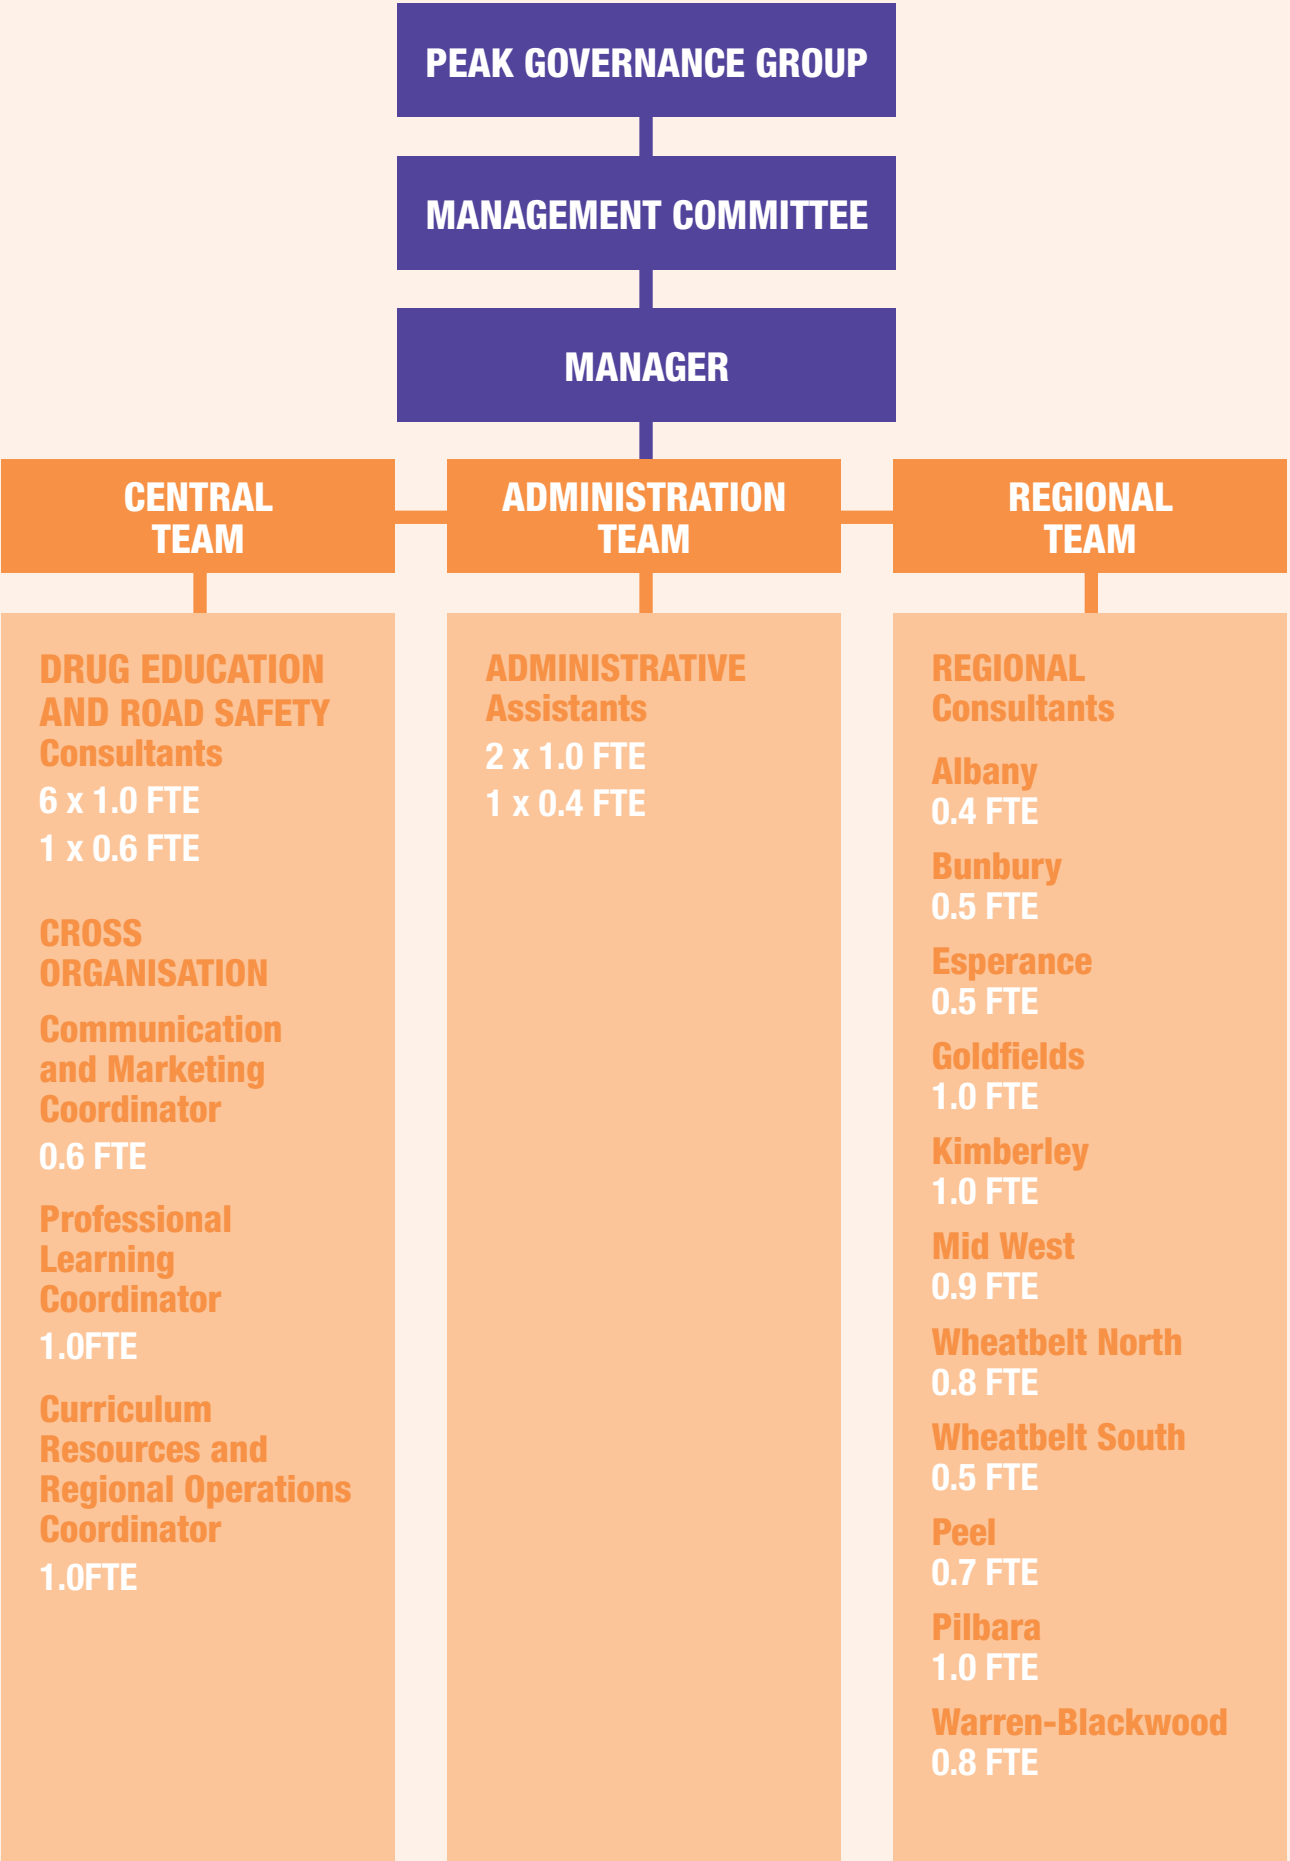 PEAK GOVERNANCE GROUP
MANAGEMENT COMMITTEE
MANAGER
CENTRAL
TEAM
DRUG EDUCATION
AND ROAD SAFETY
Consultants
6 x 1.0 FTE
1 x 0.6 FTE
CROSS
ORGANISATION
Communication
and Marketing
Coordinator
0.6 FTE
Professional
Learning
Coordinator
1.0FTE
Curriculum
Resources and
Regional Operations
Coordinator
1.0FTE
ADMINISTRATION
TEAM
ADMINISTRATIVE
Assistants
2 x 1.0 FTE
1 x 0.4 FTE
REGIONAL
TEAM
REGIONAL
Consultants
Albany
0.4 FTE
Bunbury
0.5 FTE
Esperance
0.5 FTE
Goldfields
1.0 FTE
Kimberley
1.0 FTE
Mid West
0.9 FTE
Wheatbelt North
0.8 FTE
Wheatbelt South
0.5 FTE
Peel
0.7 FTE
Pilbara
1.0 FTE
Warren-Blackwood
0.8 FTE